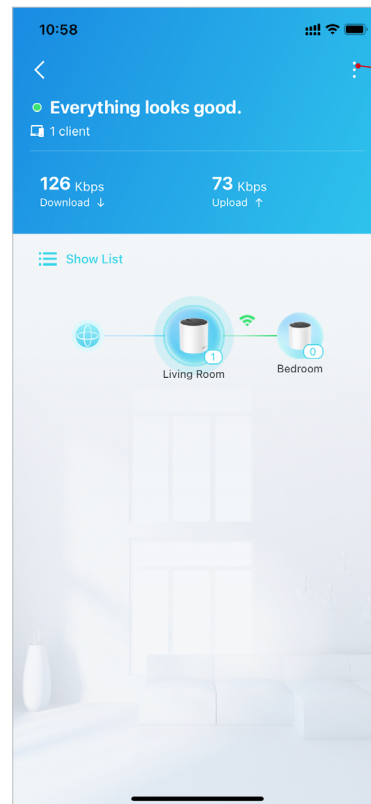 10:58
Everything looks good.
1 client
126 Kbps
Download ↓
73 Kbps
Upload ↑
Show List
1
0
Living Room
Bedroom